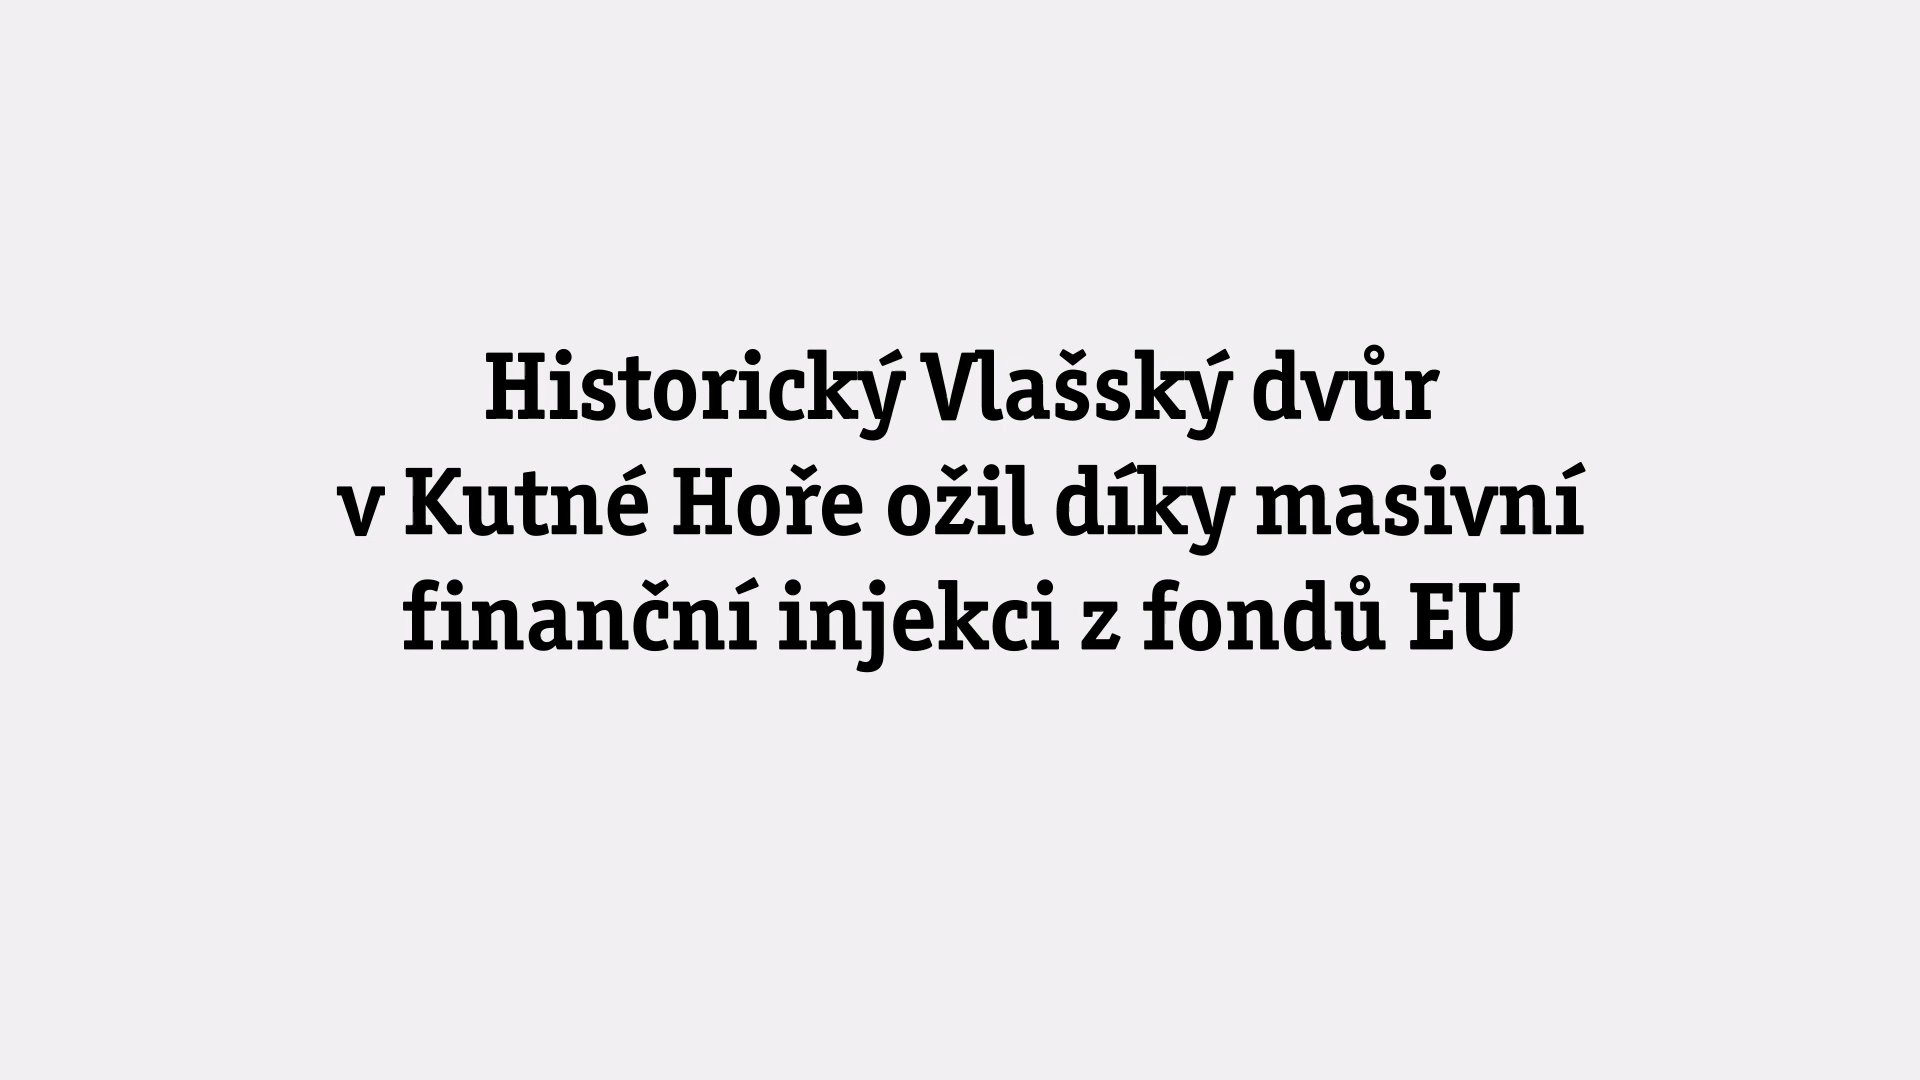 Historický Vlašský dvůr
v Kutné Hoře ožil díky masivní
finanční injekci z fondů EU